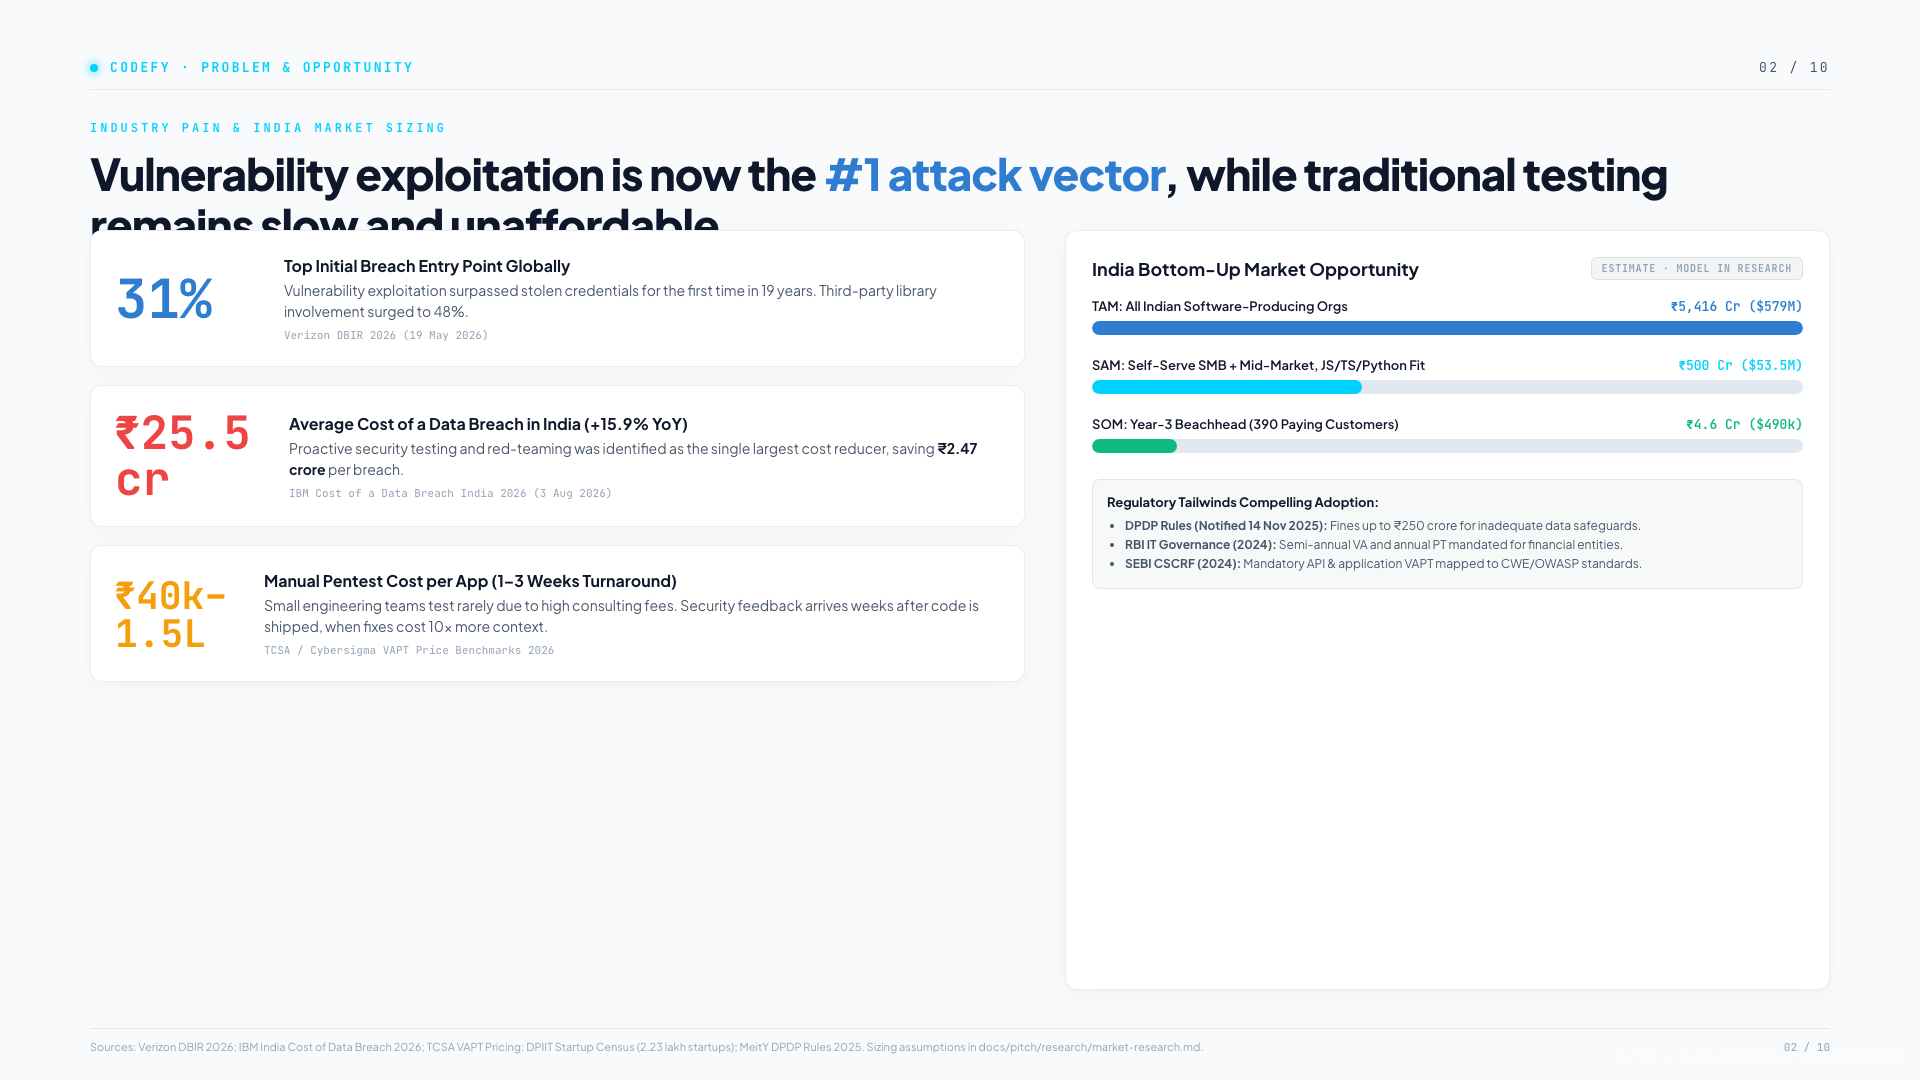 CODEFY · PROBLEM & OPPORTUNITY
02 / 10
INDUSTRY PAIN & INDIA MARKET SIZING
Vulnerability exploitation is now the #1 attack vector, while traditional testing
remains slow and unaffordable
31%
Top Initial Breach Entry Point Globally
Vulnerability exploitation surpassed stolen credentials for the first time in 19 years. Third-party library
involvement surged to 48%.
Verizon DBIR 2026 (19 May 2026)
₹25.5
cr
Average Cost of a Data Breach in India (+15.9% YoY)
Proactive security testing and red-teaming was identified as the single largest cost reducer, saving ₹2.47
crore per breach.
IBM Cost of a Data Breach India 2026 (3 Aug 2026)
₹40k–
1.5L
Manual Pentest Cost per App (1–3 Weeks Turnaround)
Small engineering teams test rarely due to high consulting fees. Security feedback arrives weeks after code is
shipped, when fixes cost 10× more context.
TCSA / Cybersigma VAPT Price Benchmarks 2026
India Bottom-Up Market Opportunity
ESTIMATE · MODEL IN RESEARCH
TAM: All Indian Software-Producing Orgs
₹5,416 Cr ($579M)
SAM: Self-Serve SMB + Mid-Market, JS/TS/Python Fit
₹500 Cr ($53.5M)
SOM: Year-3 Beachhead (390 Paying Customers)
₹4.6 Cr ($490k)
Regulatory Tailwinds Compelling Adoption:
• DPDP Rules (Notified 14 Nov 2025): Fines up to ₹250 crore for inadequate data safeguards.
• RBI IT Governance (2024): Semi-annual VA and annual PT mandated for financial entities.
• SEBI CSCRF (2024): Mandatory API & application VAPT mapped to CWE/OWASP standards.
Sources: Verizon DBIR 2026; IBM India Cost of Data Breach 2026; TCSA VAPT Pricing; DPIIT Startup Census (2.23 lakh startups); MeitY DPDP Rules 2025. Sizing assumptions in docs/pitch/research/market-research.md.
02 / 10